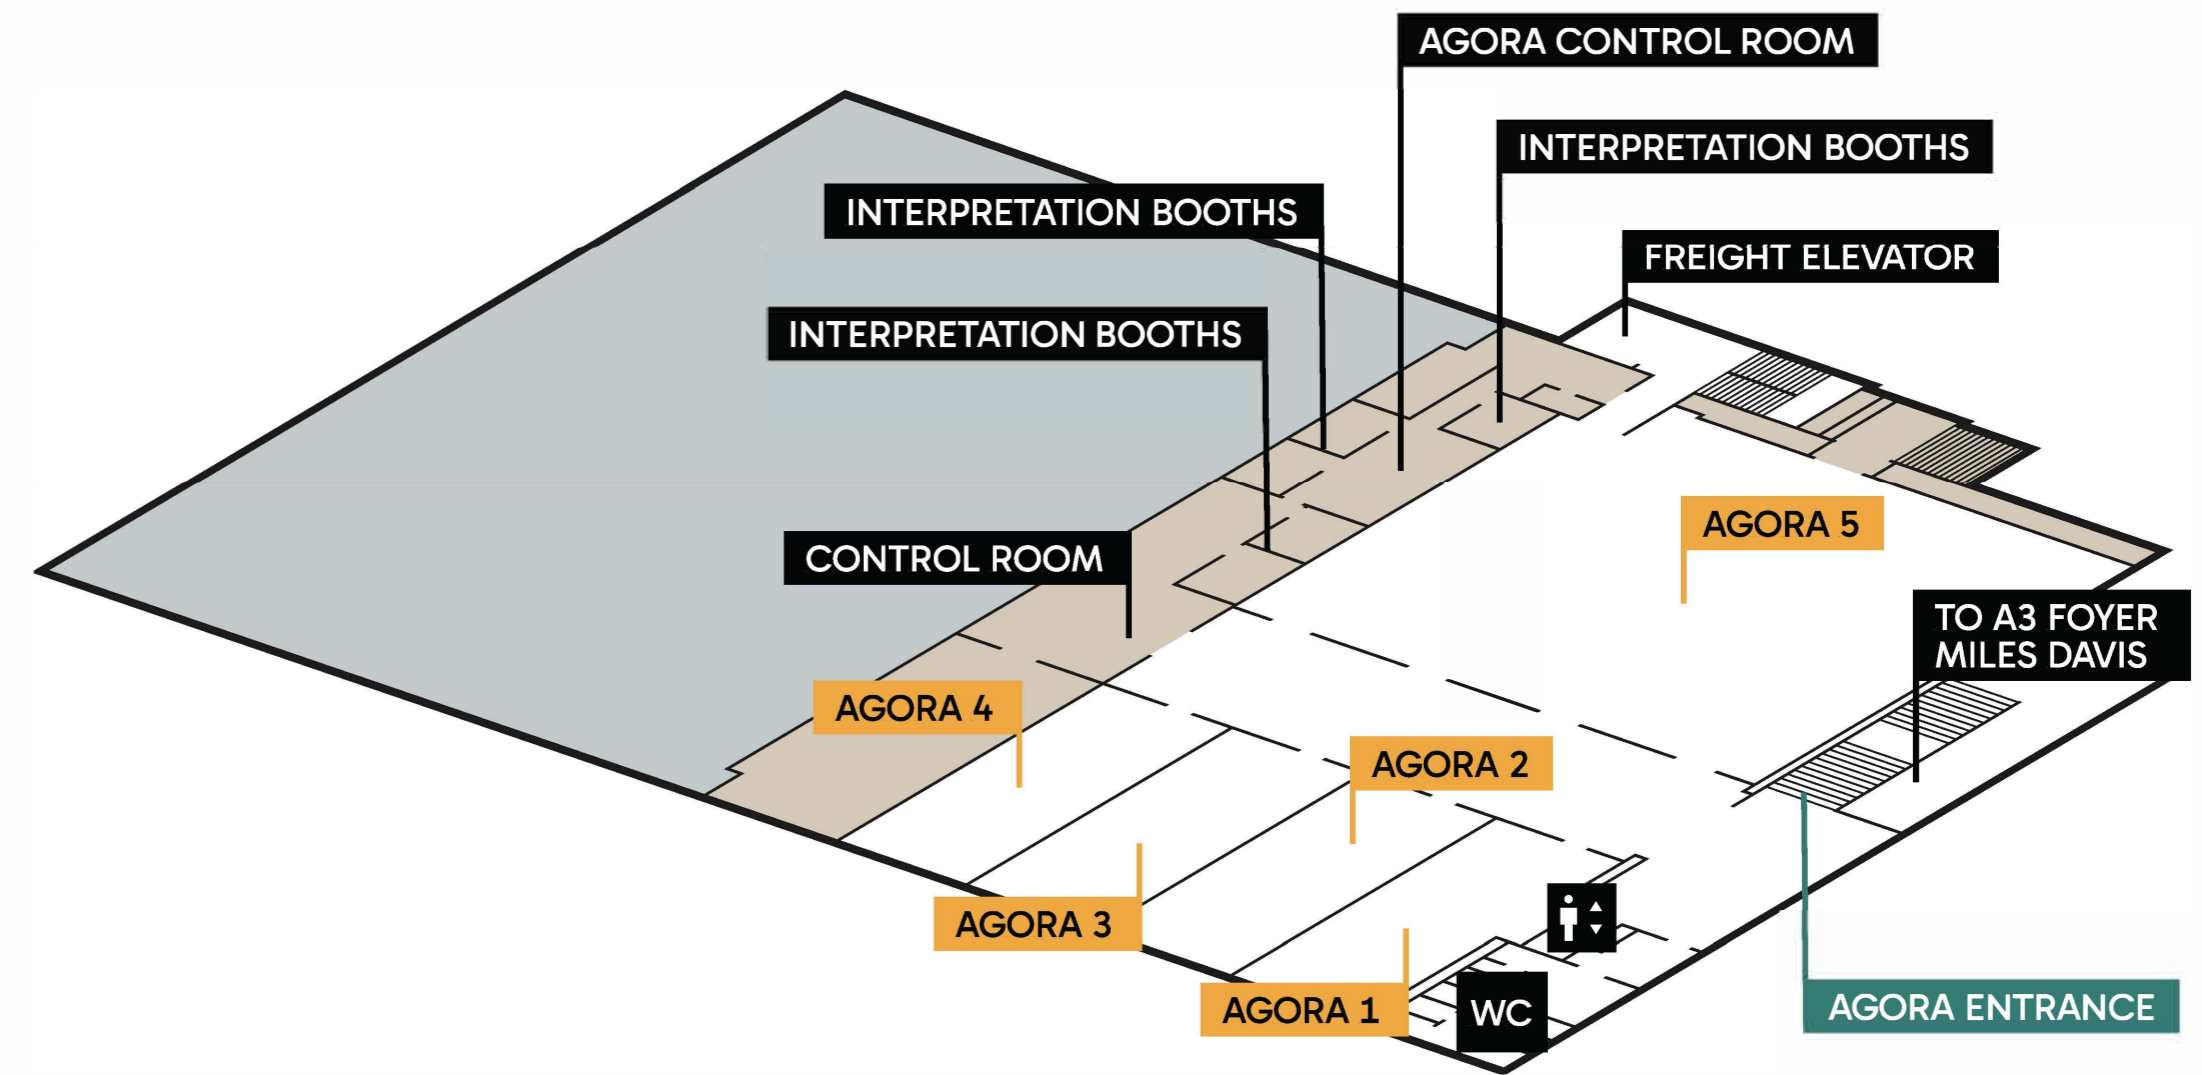 AGORA CONTROL ROOM
INTERPRETATION BOOTHS
INTERPRETATION BOOTHS
FREIGHT ELEVATOR
INTERPRETATION BOOTHS
AGORA 5
CONTROL ROOM
TO A3 FOYER
MILES DAVIS
AGORA 4
AGORA 2
AGORA 3
AGORA 1
WC
AGORA ENTRANCE